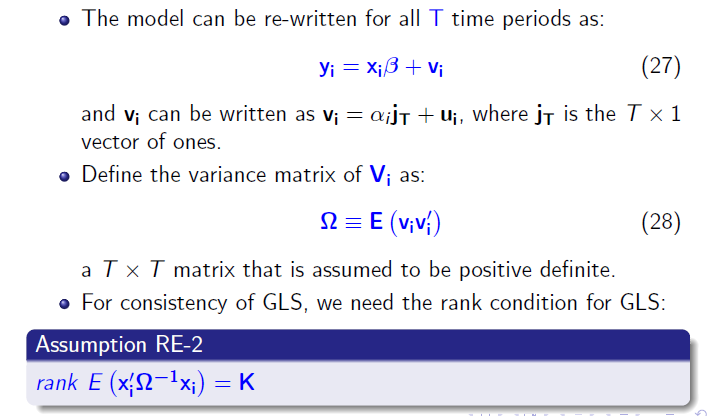 The model can be re-written for all T time periods as:
yᵢ = xᵢβ + vᵢ (27)
and vᵢ can be written as vᵢ = αᵢj_T + uᵢ, where j_T is the T × 1
vector of ones.
Define the variance matrix of Vᵢ as:
Ω ≡ E (vᵢvᵢ′) (28)
a T × T matrix that is assumed to be positive definite.
For consistency of GLS, we need the rank condition for GLS:
Assumption RE-2
rank E (xᵢ′Ω⁻¹xᵢ) = K